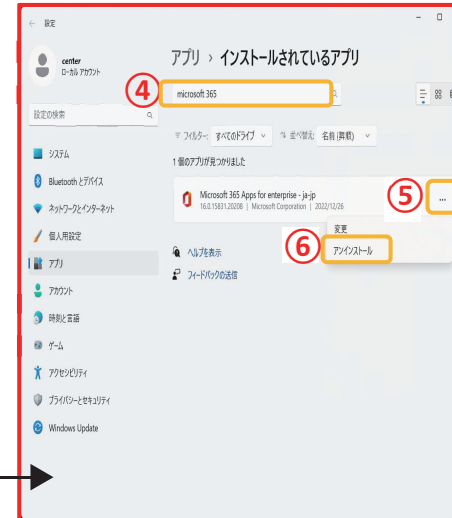 設定
center
ローカル アカウント
設定の検索
システム
Bluetooth とデバイス
ネットワークとインターネット
個人用設定
アプリ
アカウント
時刻と言語
ゲーム
アクセシビリティ
プライバシーとセキュリティ
Windows Update
アプリ › インストールされているアプリ
④
microsoft 365
フィルター: すべてのドライブ 並べ替え: 名前 (昇順)
1 個のアプリが見つかりました
Microsoft 365 Apps for enterprise - ja-jp
16.0.15831.20208 | Microsoft Corporation | 2022/12/26
⑤
...
変更
⑥
アンインストール
ヘルプを表示
フィードバックの送信